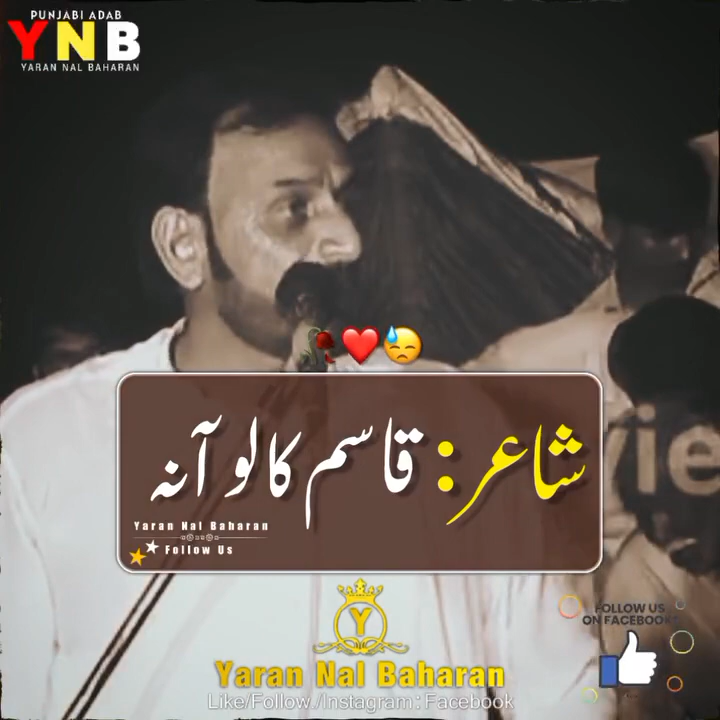 PUNJABI ADAB
YNB
YARAN NAL BAHARAN
شاعر: قاسم کالو آنہ
Yaran Nal Baharan
Follow Us
FOLLOW US
ON FACEBOOK
Y
Yaran Nal Baharan
Like/Follow./Instagram: Facebook